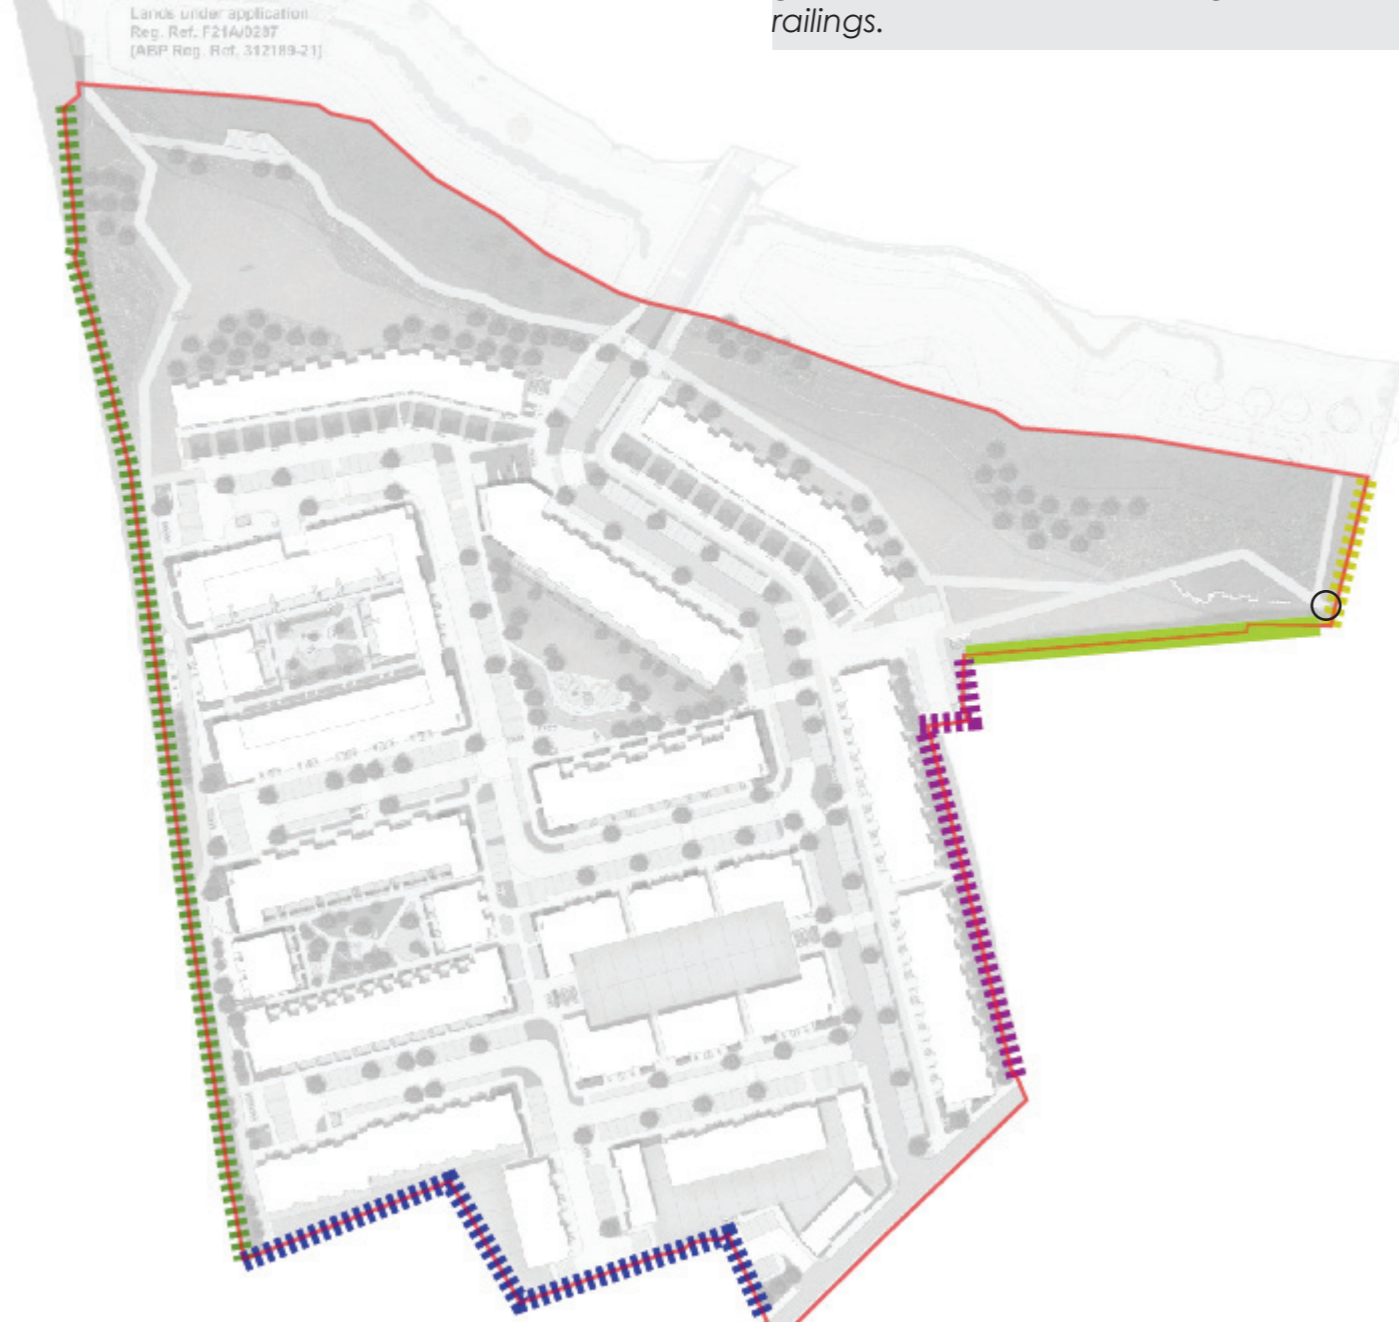 Lands under application
Reg. Ref. F21A/0287
[ABP Reg. Ref. 312189-21]
railings.